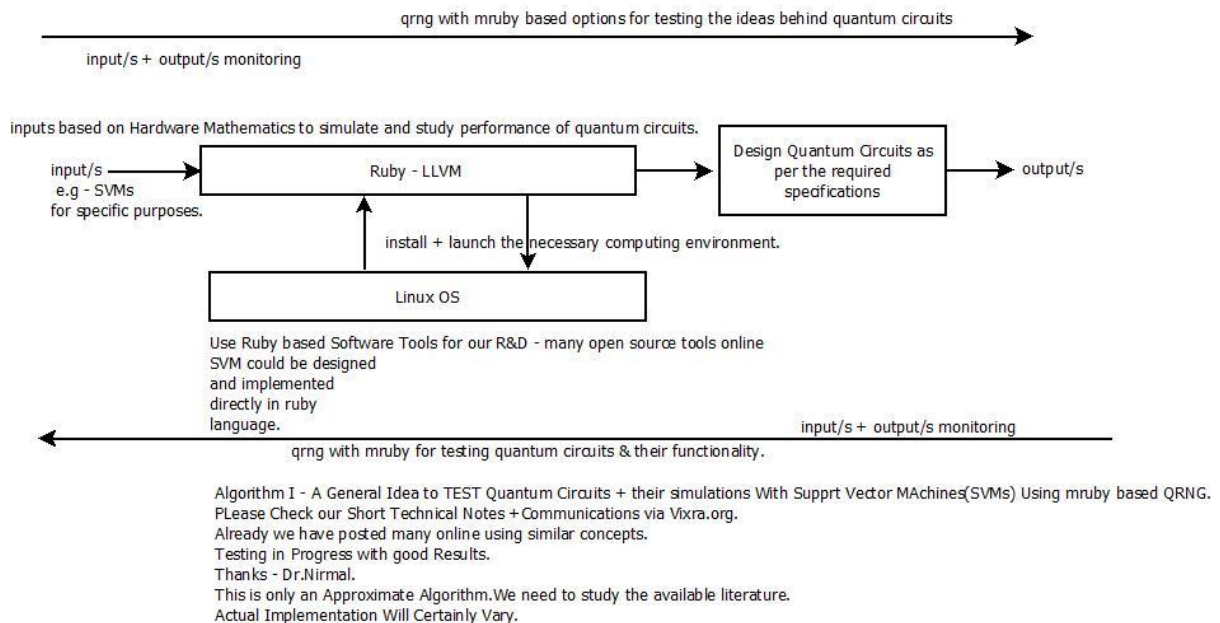 qrng with mruby based options for testing the ideas behind quantum circuits
input/s + output/s monitoring
inputs based on Hardware Mathematics to simulate and study performance of quantum circuits.
input/s
e.g - SVMs
for specific purposes.
Ruby - LLVM
Design Quantum Circuits as
per the required
specifications
output/s
install + launch the necessary computing environment.
Linux OS
Use Ruby based Software Tools for our R&D - many open source tools online
SVM could be designed
and implemented
directly in ruby
language.
input/s + output/s monitoring
qrng with mruby for testing quantum circuits & their functionality.
Algorithm I - A General Idea to TEST Quantum Circuits + their simulations With Supprt Vector MAchines(SVMs) Using mruby based QRNG.
PLease Check our Short Technical Notes +Communications via Vixra.org.
Already we have posted many online using similar concepts.
Testing in Progress with good Results.
Thanks - Dr.Nirmal.
This is only an Approximate Algorithm.We need to study the available literature.
Actual Implementation Will Certainly Vary.